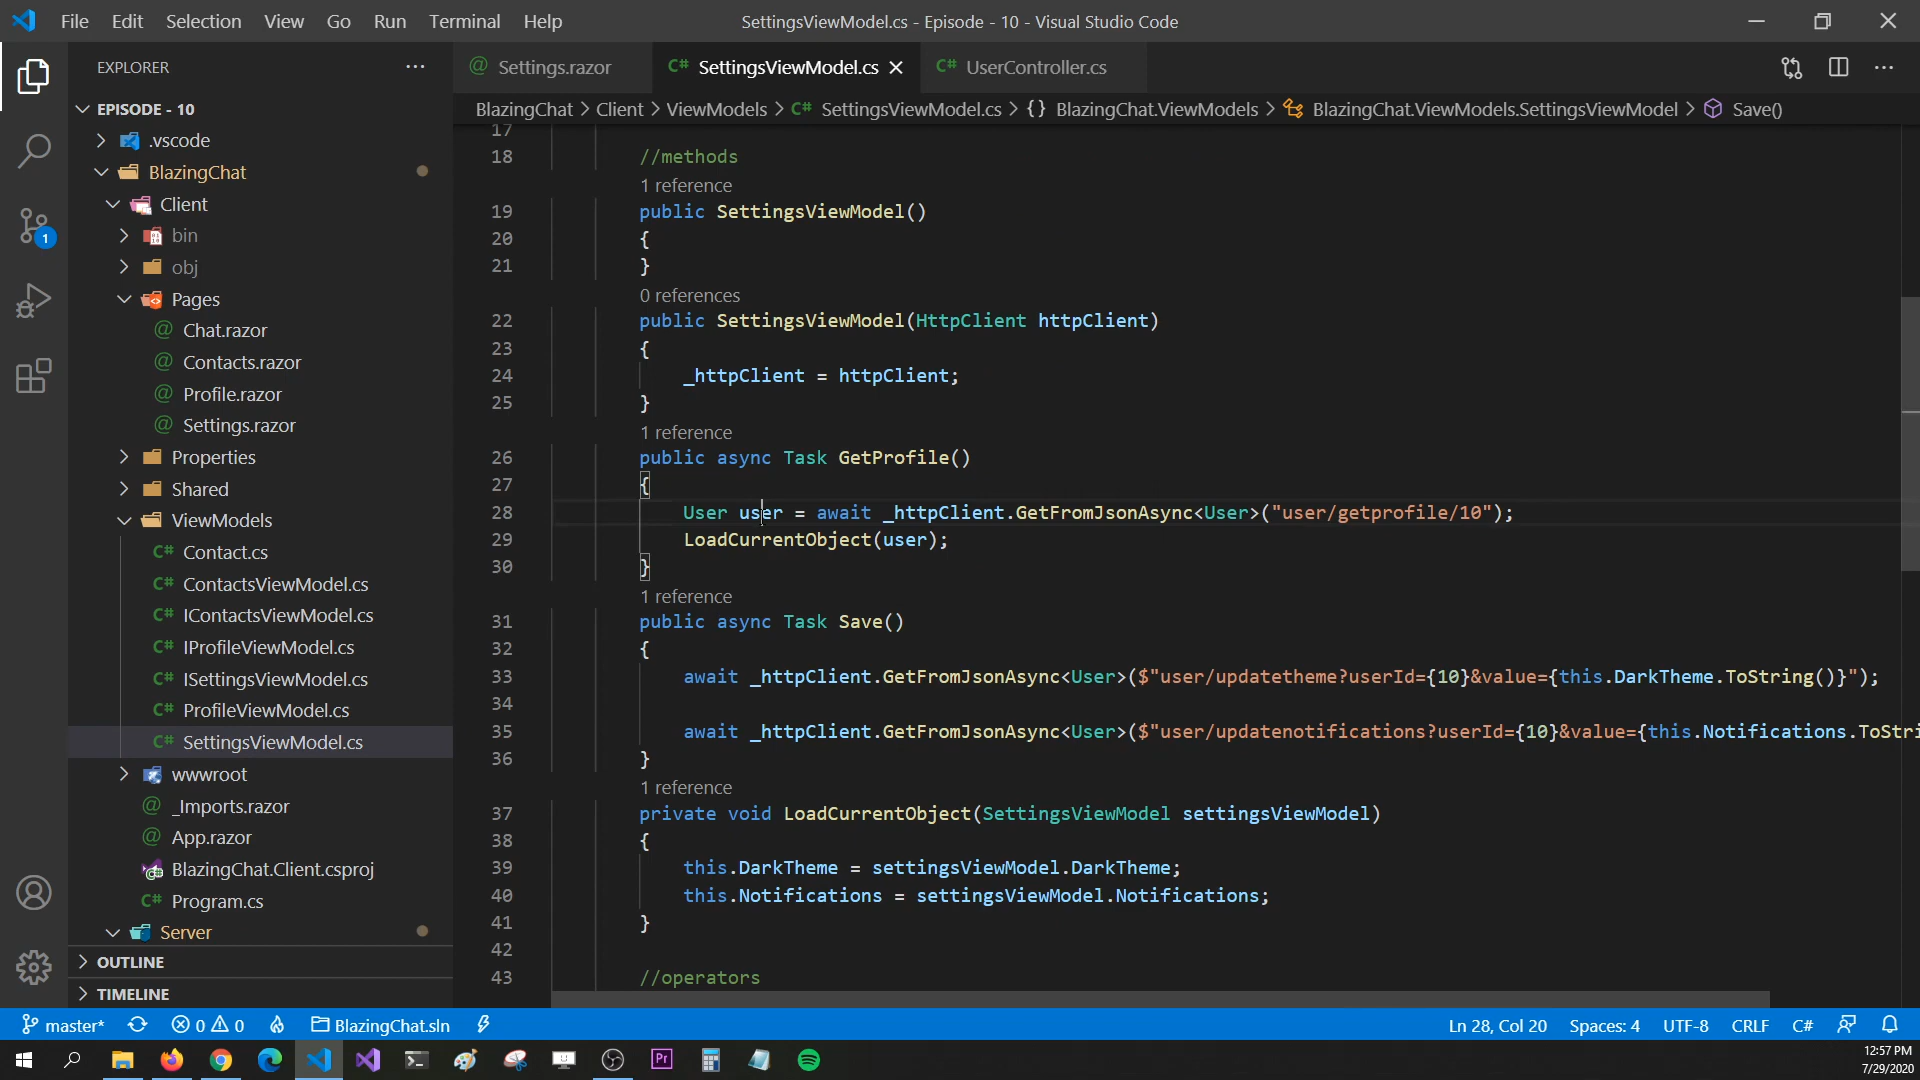 File Edit Selection View Go Run Terminal Help
SettingsViewModel.cs - Episode - 10 - Visual Studio Code
EXPLORER
Settings.razor
C# SettingsViewModel.cs
C# UserController.cs
BlazingChat > Client > ViewModels > C# SettingsViewModel.cs > {} BlazingChat.ViewModels > BlazingChat.ViewModels.SettingsViewModel > Save()
EPISODE - 10
.vscode
BlazingChat
Client
bin
obj
Pages
@ Chat.razor
@ Contacts.razor
@ Profile.razor
@ Settings.razor
Properties
Shared
ViewModels
C# Contact.cs
C# ContactsViewModel.cs
C# IContactsViewModel.cs
C# IProfileViewModel.cs
C# ISettingsViewModel.cs
C# ProfileViewModel.cs
C# SettingsViewModel.cs
wwwroot
@ _Imports.razor
@ App.razor
BlazingChat.Client.csproj
C# Program.cs
Server
OUTLINE
TIMELINE
1
17
18 //methods
1 reference
19 public SettingsViewModel()
20 {
21 }
0 references
22 public SettingsViewModel(HttpClient httpClient)
23 {
24 _httpClient = httpClient;
25 }
1 reference
26 public async Task GetProfile()
27 {
28 User user = await _httpClient.GetFromJsonAsync<User>("user/getprofile/10");
29 LoadCurrentObject(user);
30 }
1 reference
31 public async Task Save()
32 {
33 await _httpClient.GetFromJsonAsync<User>($"user/updatetheme?userId={10}&value={this.DarkTheme.ToString()}");
34
35 await _httpClient.GetFromJsonAsync<User>($"user/updatenotifications?userId={10}&value={this.Notifications.ToStri
36 }
1 reference
37 private void LoadCurrentObject(SettingsViewModel settingsViewModel)
38 {
39 this.DarkTheme = settingsViewModel.DarkTheme;
40 this.Notifications = settingsViewModel.Notifications;
41 }
42
43 //operators
master* 0 0 BlazingChat.sln
Ln 28, Col 20 Spaces: 4 UTF-8 CRLF C#
Pr
12:57 PM
7/29/2020